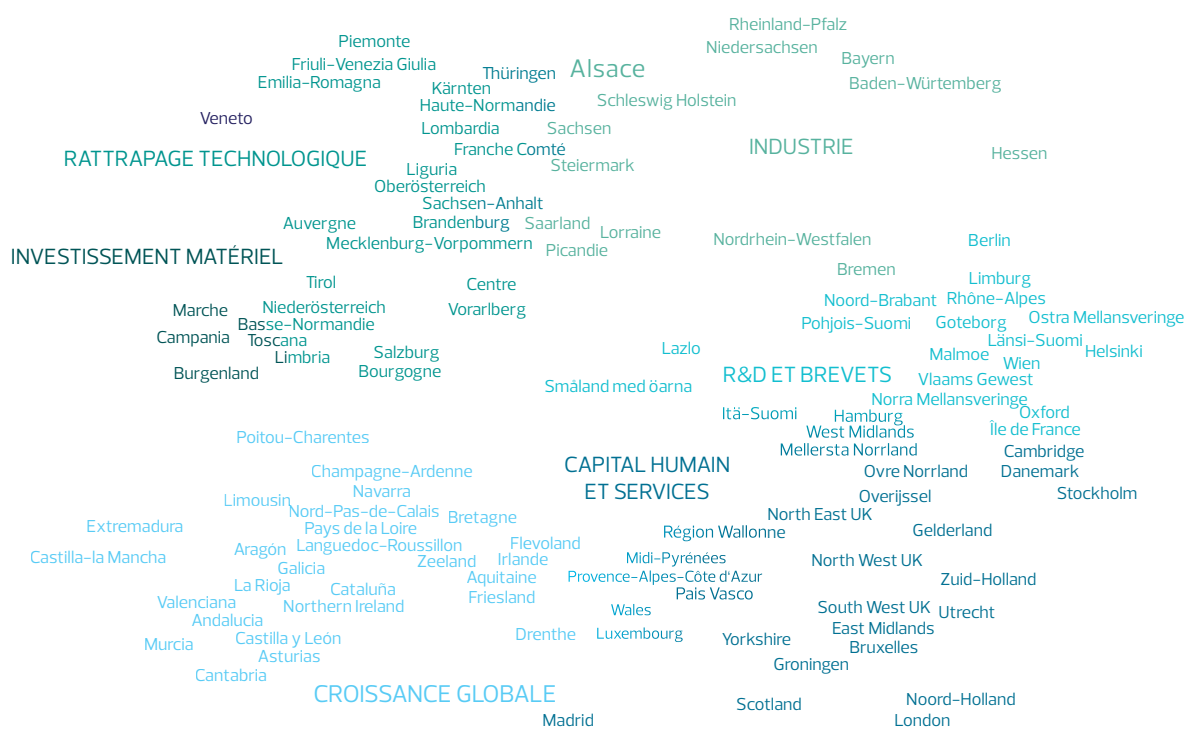 Rheinland-Pfalz
Piemonte
Niedersachsen
Bayern
Friuli-Venezia Giulia
Thüringen
Alsace
Emilia-Romagna
Kärnten
Baden-Würtemberg
Haute-Normandie
Schleswig Holstein
Veneto
Lombardia
Sachsen
Franche Comté
INDUSTRIE
Hessen
RATTRAPAGE TECHNOLOGIQUE
Liguria
Steiermark
Oberösterreich
Sachsen-Anhalt
Auvergne
Brandenburg
Saarland
Lorraine
Mecklenburg-Vorpommern
Picandie
Nordrhein-Westfalen
Berlin
INVESTISSEMENT MATÉRIEL
Bremen
Tirol
Centre
Limburg
Marche
Niederösterreich
Vorarlberg
Noord-Brabant
Rhône-Alpes
Basse-Normandie
Pohjois-Suomi
Goteborg
Ostra Mellansveringe
Campania
Toscana
Länsi-Suomi
Limbria
Salzburg
Lazlo
Malmoe
Helsinki
Burgenland
Bourgogne
Wien
R&D ET BREVETS
Vlaams Gewest
Småland med öarna
Norra Mellansveringe
Itä-Suomi
Hamburg
Oxford
West Midlands
Île de France
Poitou-Charentes
Mellersta Norrland
Cambridge
CAPITAL HUMAIN
ET SERVICES
Champagne-Ardenne
Ovre Norrland
Danemark
Navarra
Overijssel
Stockholm
Limousin
Nord-Pas-de-Calais
Bretagne
North East UK
Extremadura
Pays de la Loire
Région Wallonne
Gelderland
Aragón
Languedoc-Roussillon
Flevoland
Castilla-la Mancha
Zeeland
Irlande
Midi-Pyrénées
North West UK
Galicia
Aquitaine
Provence-Alpes-Côte d'Azur
Zuid-Holland
La Rioja
Cataluña
Friesland
Pais Vasco
Valenciana
Northern Ireland
Wales
South West UK
Utrecht
Andalucia
East Midlands
Murcia
Castilla y León
Drenthe
Luxembourg
Yorkshire
Bruxelles
Asturias
Groningen
Cantabria
CROISSANCE GLOBALE
Scotland
Noord-Holland
Madrid
London